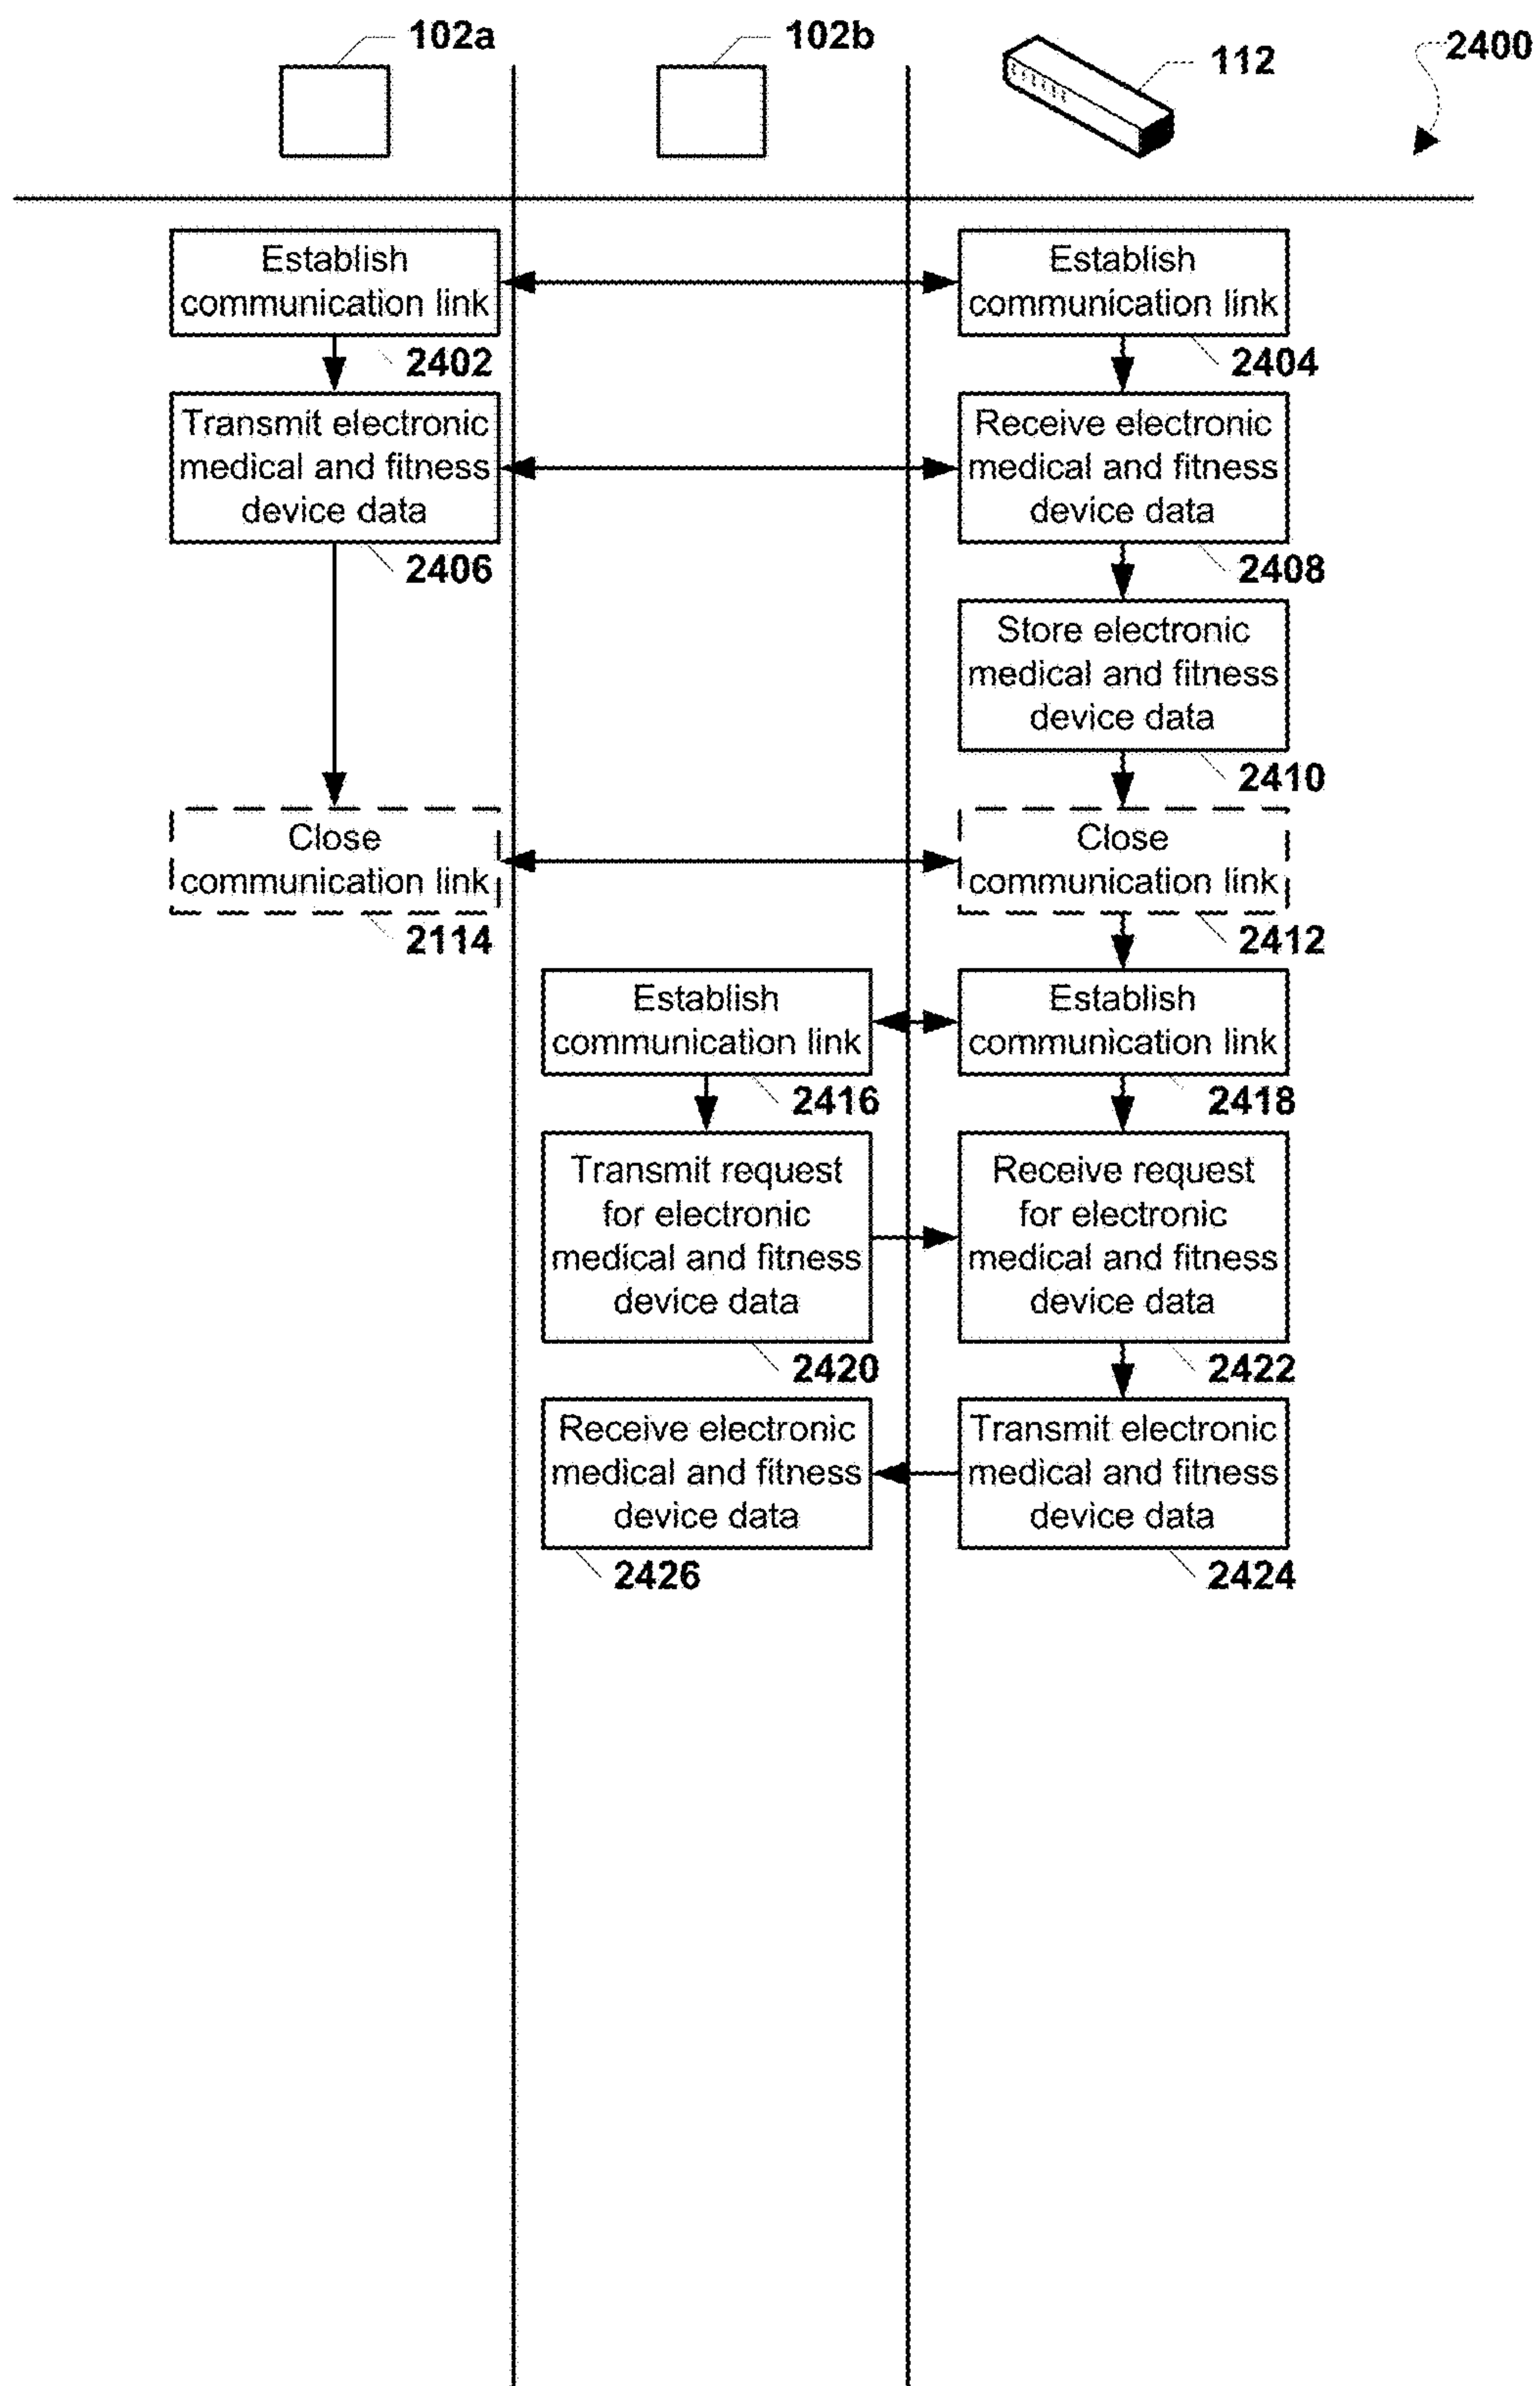 102a
102b
112
2400
Establish
communication link
2402
Establish
communication link
2404
Transmit electronic
medical and fitness
device data
2406
Receive electronic
medical and fitness
device data
2408
Store electronic
medical and fitness
device data
2410
Close
communication link
2114
Close
communication link
2412
Establish
communication link
2416
Establish
communication link
2418
Transmit request
for electronic
medical and fitness
device data
2420
Receive request
for electronic
medical and fitness
device data
2422
Receive electronic
medical and fitness
device data
2426
Transmit electronic
medical and fitness
device data
2424